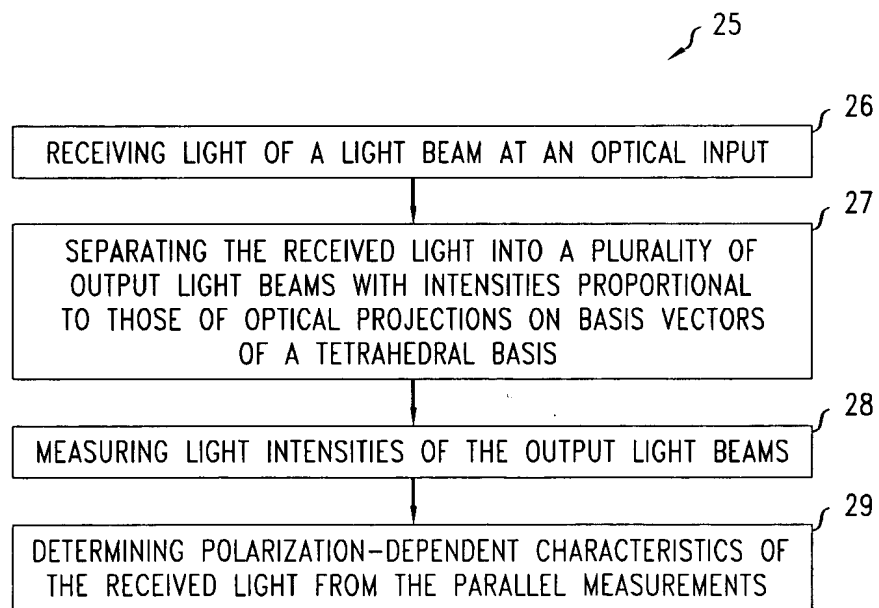 25
26
RECEIVING LIGHT OF A LIGHT BEAM AT AN OPTICAL INPUT
27
SEPARATING THE RECEIVED LIGHT INTO A PLURALITY OF
OUTPUT LIGHT BEAMS WITH INTENSITIES PROPORTIONAL
TO THOSE OF OPTICAL PROJECTIONS ON BASIS VECTORS
OF A TETRAHEDRAL BASIS
28
MEASURING LIGHT INTENSITIES OF THE OUTPUT LIGHT BEAMS
29
DETERMINING POLARIZATION-DEPENDENT CHARACTERISTICS OF
THE RECEIVED LIGHT FROM THE PARALLEL MEASUREMENTS